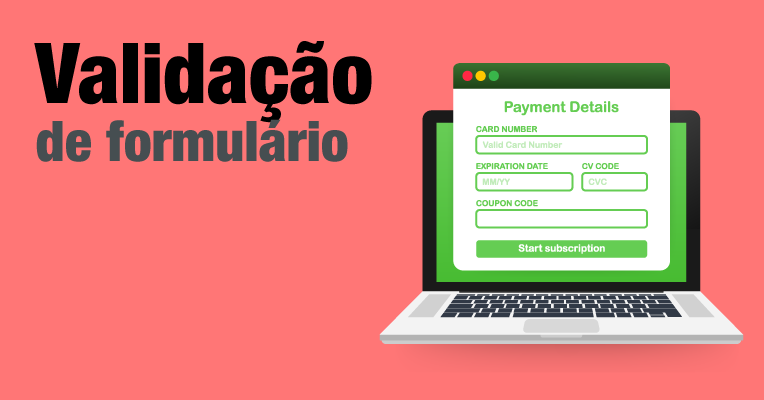 Validação
de formulário
Payment Details
CARD NUMBER
Valid Card Number
EXPIRATION DATE CV CODE
MM/YY CVC
COUPON CODE
Start subscription